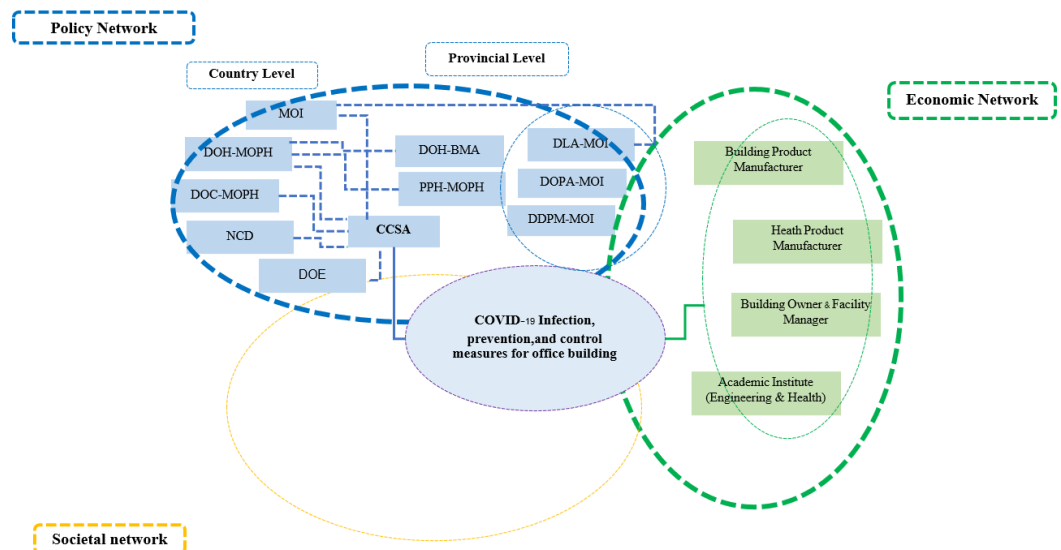 Policy Network
Provincial Level
Country Level
Economic Network
MOI
DOH-MOPH
DOH-BMA
DLA-MOI
Building Product
Manufacturer
DOC-MOPH
PPH-MOPH
DOPA-MOI
NCD
CCSA
DDPM-MOI
Heath Product
Manufacturer
DOE
Building Owner & Facility
Manager
COVID-19 Infection,
prevention,and control
measures for office building
Academic Institute
(Engineering & Health)
Societal network